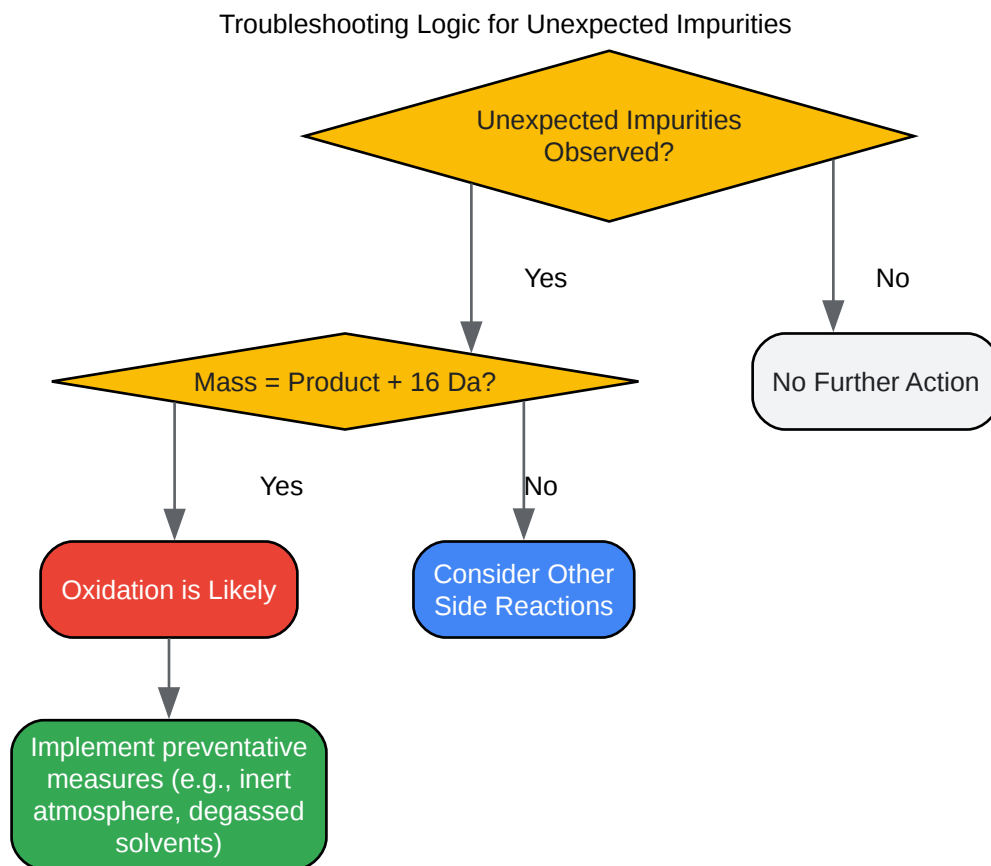 Troubleshooting Logic for Unexpected Impurities
Unexpected Impurities
Observed?
Yes
No
Mass = Product + 16 Da?
No Further Action
Yes
No
Oxidation is Likely
Consider Other
Side Reactions
Implement preventative
measures (e.g., inert
atmosphere, degassed
solvents)